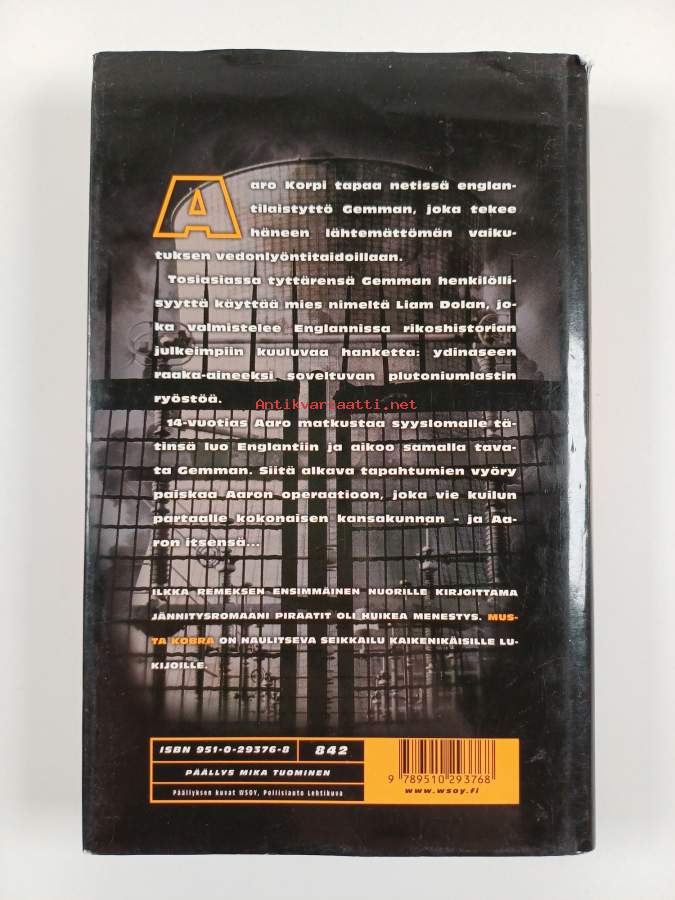 Aaro Korpi tapaa netissä englan-
tilaistyttö Gemman, joka tekee
häneen lähtemättömän vaiku-
tuksen vedonlyöntitaidoillaan.
Tosiasiassa tyttärensä Gemman henkilölli-
syyttä käyttää mies nimeltä Liam Dolan, jo-
ka valmistelee Englannissa rikoshistorian
julkeimpiin kuuluvaa hanketta: ydinaseen
raaka-aineeksi soveltuvan plutoniumlastin
ryöstöä.
Antikvariaatti.net
14-vuotias Aaro matkustaa syyslomalle tä-
tinsä luo Englantiin ja aikoo samalla tava-
ta Gemman. Siitä alkava tapahtumien vyöry
paiskaa Aaron operaatioon, joka vie kuilun
partaalle kokonaisen kansakunnan - ja Aa-
ron itsensä...
ILKKA REMEKSEN ENSIMMÄINEN NUORILLE KIRJOITTAMA
JÄNNITYSROMAANI PIRAATIT OLI HUIKEA MENESTYS. MUS-
TA KOBRA ON NAULITSEVA SEIKKAILU KAIKENIKÄISILLE LU-
KIJOILLE.
ISBN 951-0-29376-8 842
PÄÄLLYS MIKA TUOMINEN
Päällyksen kuvat WSOY, Poliisiauto Lehtikuva
9 789510 293768
www.wsoy.fi